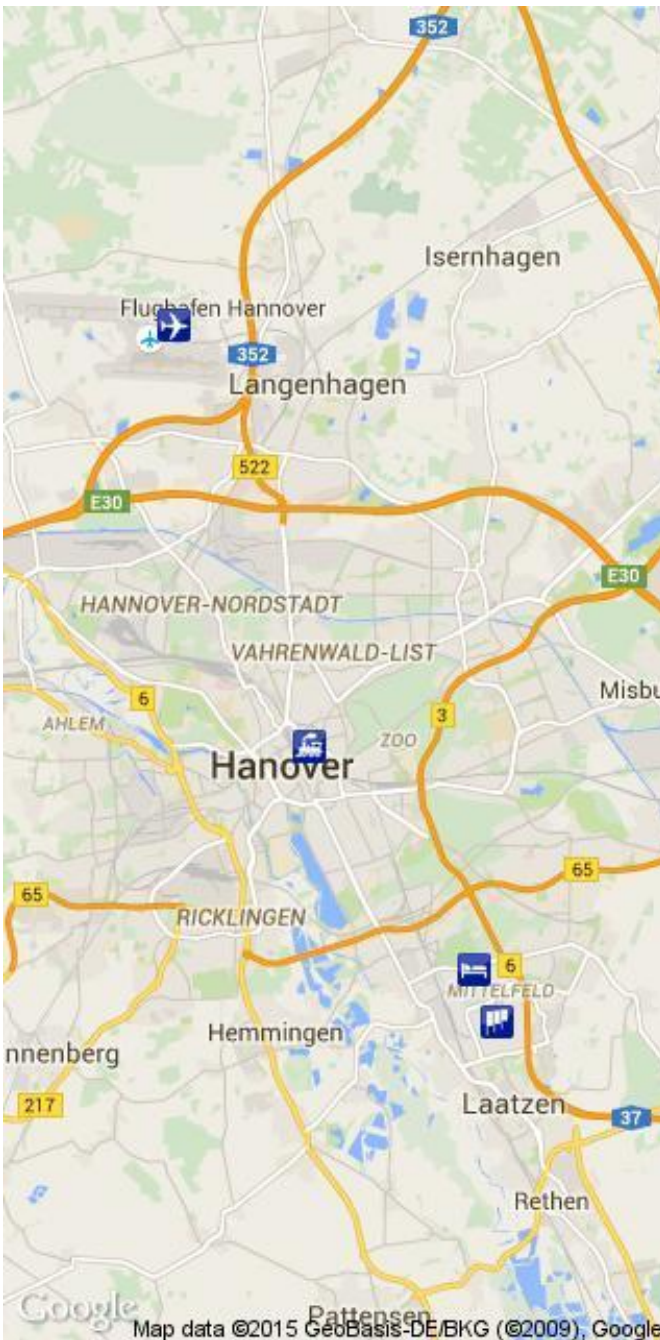 352
Isernhagen
Flughafen Hannover
352
Langenhagen
522
E30
E30
HANNOVER-NORDSTADT
VAHRENWALD-LIST
Misbu
6
3
AHLEM
ZOO
Hanover
65
65
RICKLINGEN
6
MITTELFELD
Hemmingen
nnenberg
217
Laatzen
37
Rethen
Google
Pattensen
Map data ©2015 GeoBasis-DE/BKG (©2009), Google